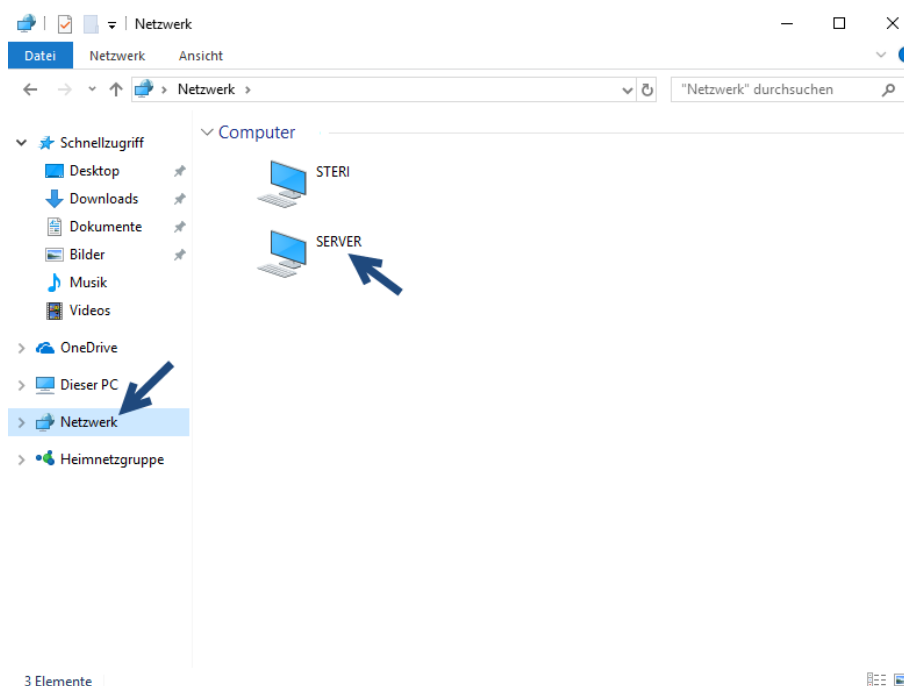 Netzwerk
Datei Netzwerk Ansicht
Netzwerk "Netzwerk" durchsuchen
Schnellzugriff
Desktop
Downloads
Dokumente
Bilder
Musik
Videos
OneDrive
Dieser PC
Netzwerk
Heimnetzgruppe
Computer
STERI
SERVER
3 Elemente